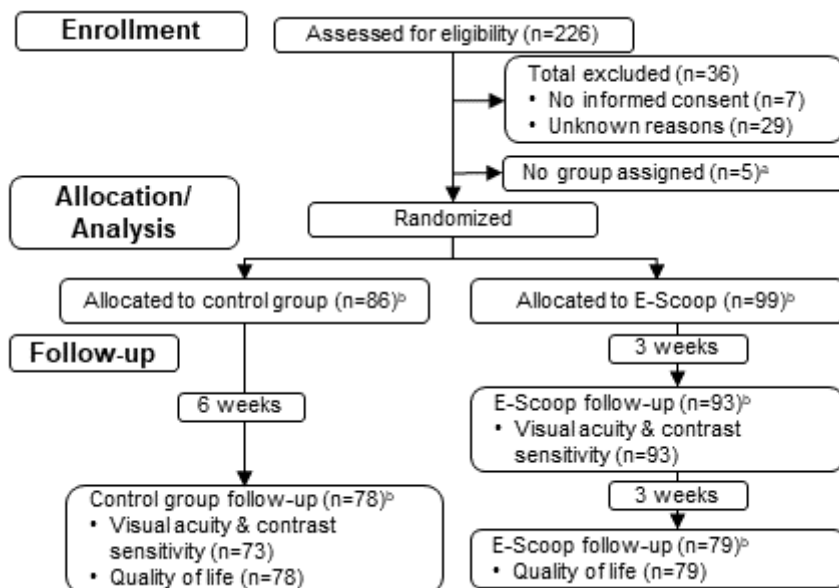 Enrollment
Assessed for eligibility (n=226)
Total excluded (n=36)
• No informed consent (n=7)
• Unknown reasons (n=29)
No group assigned (n=5)ᵃ
Allocation/
Analysis
Randomized
Allocated to control group (n=86)ᵇ
Allocated to E-Scoop (n=99)ᵇ
Follow-up
3 weeks
6 weeks
E-Scoop follow-up (n=93)ᵇ
• Visual acuity & contrast
sensitivity (n=93)
3 weeks
Control group follow-up (n=78)ᵇ
• Visual acuity & contrast
sensitivity (n=73)
• Quality of life (n=78)
E-Scoop follow-up (n=79)ᵇ
• Quality of life (n=79)